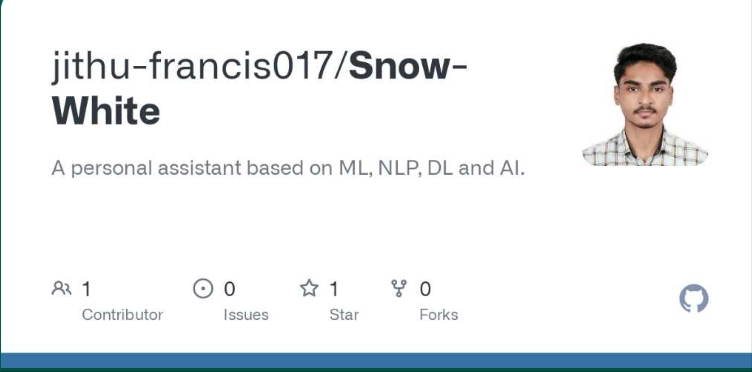 jithu-francis017/Snow-
White
A personal assistant based on ML, NLP, DL and AI.
1 0 1 0
Contributor Issues Star Forks